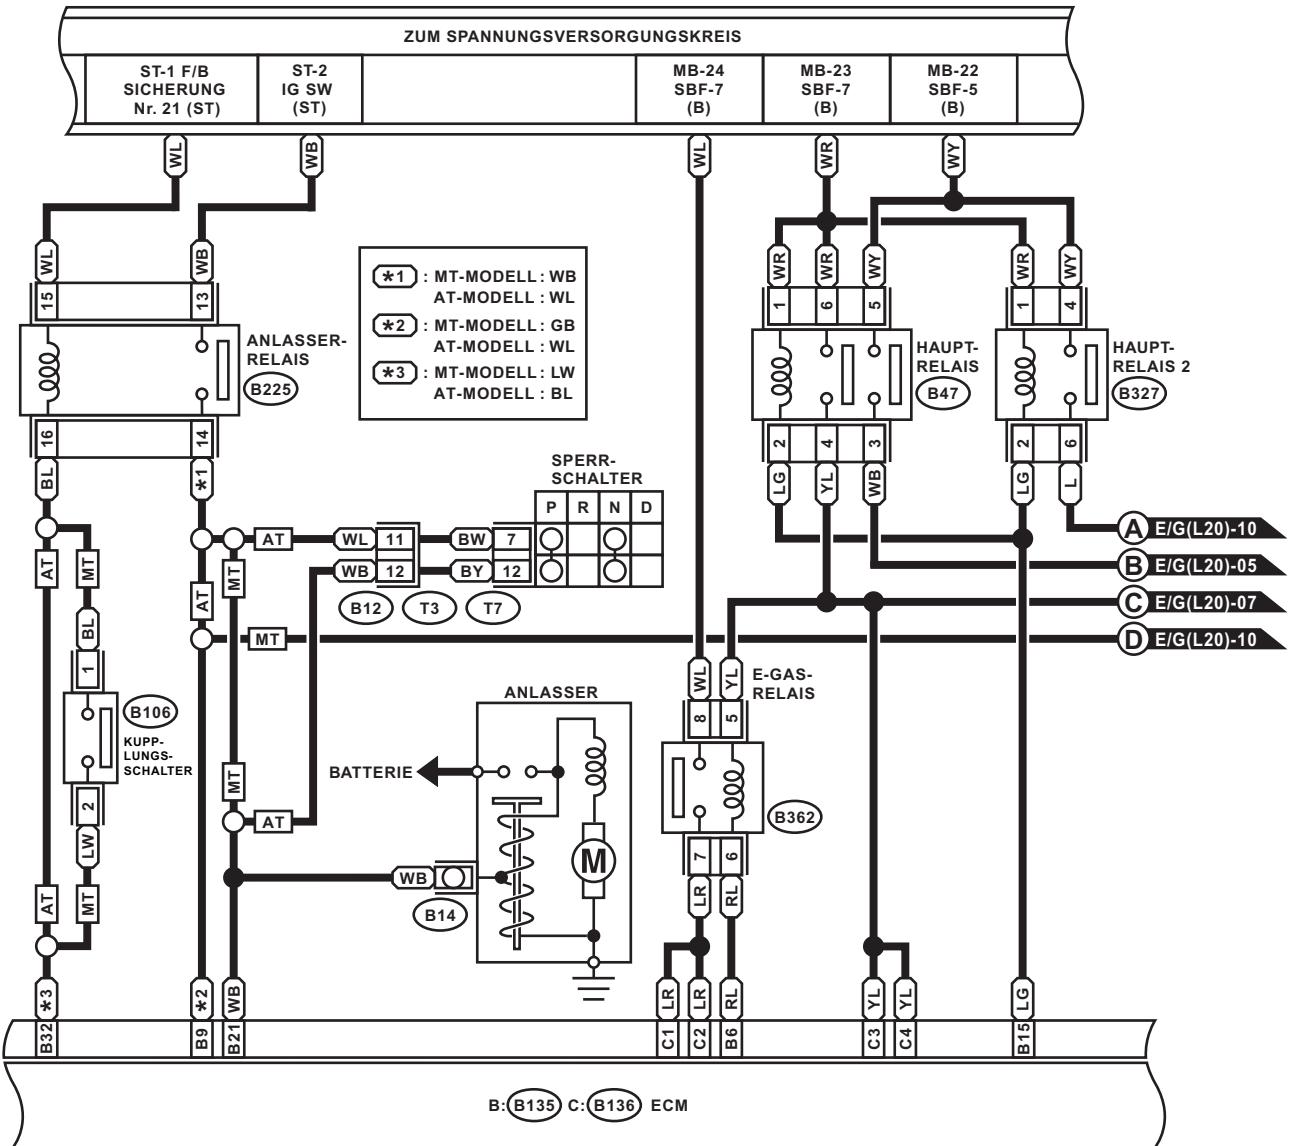 ZUM SPANNUNGSVERSORGUNGSKREIS
ST-1 F/B
SICHERUNG
Nr. 21 (ST)
ST-2
IG SW
(ST)
MB-24
SBF-7
(B)
MB-23
SBF-7
(B)
MB-22
SBF-5
(B)
WL
WB
WL
WR
WY
WL
WB
WR
WR
WY
WR
WY
15
13
1
6
5
1
4
*1 : MT-MODELL : WB
AT-MODELL : WL
*2 : MT-MODELL : GB
AT-MODELL : WL
*3 : MT-MODELL : LW
AT-MODELL : BL
ANLASSER-
RELAIS
B225
HAUPT-
RELAIS
B47
HAUPT-
RELAIS 2
B327
16
14
2
4
3
2
6
BL
*1
LG
YL
WB
LG
L
SPERR-
SCHALTER
P R N D
AT
WL 11
BW 7
WB 12
BY 12
B12
T3
T7
AT
MT
MT
AT
A E/G(L20)-10
B E/G(L20)-05
C E/G(L20)-07
D E/G(L20)-10
MT
BL
1
B106
KUPP-
LUNGS-
SCHALTER
2
LW
MT
AT
MT
AT
ANLASSER
BATTERIE
M
WB
B14
WL
YL
E-GAS-
RELAIS
8
5
B362
7
6
LR
RL
*3
*2
WB
LR
LR
RL
YL
YL
LG
B32
B9
B21
C1
C2
B6
C3
C4
B15
B: B135 C: B136 ECM